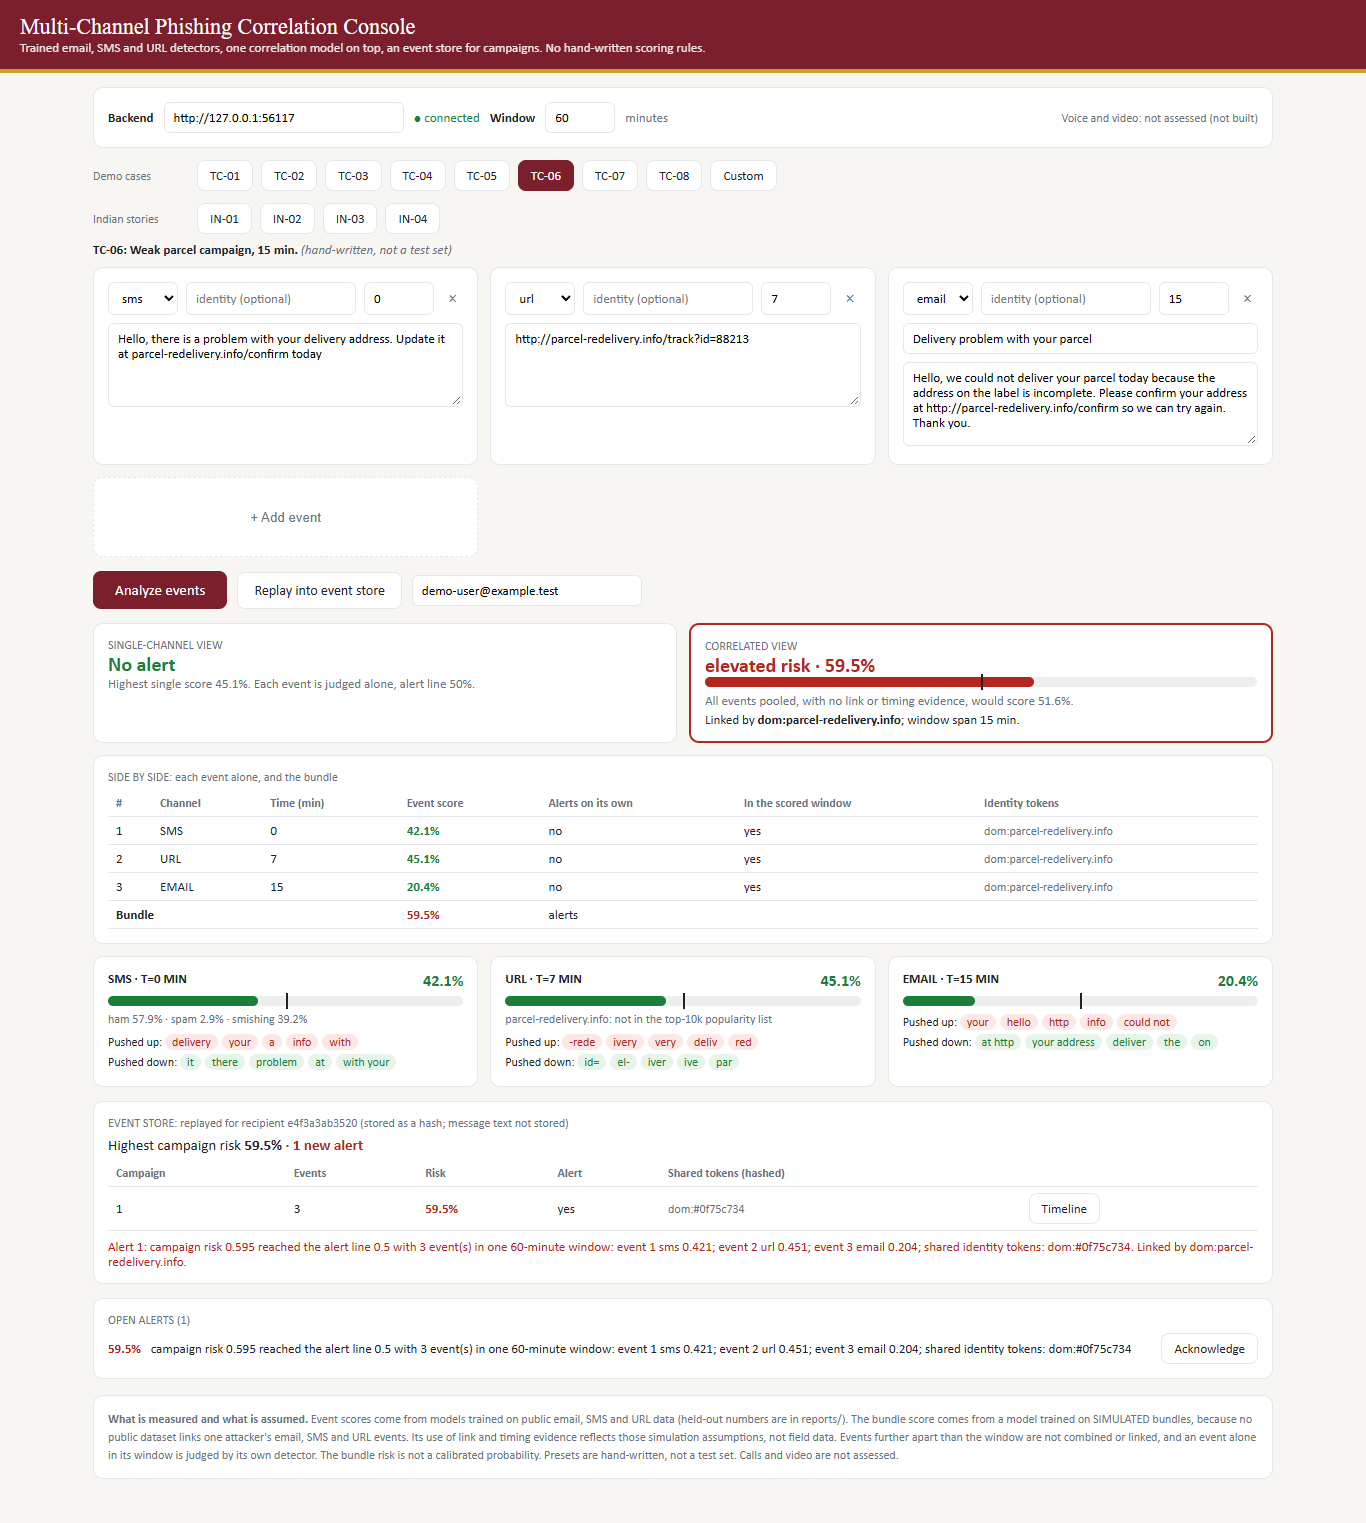 Multi-Channel Phishing Correlation Console
Trained email, SMS and URL detectors, one correlation model on top, an event store for campaigns. No hand-written scoring rules.
Backend http://127.0.0.1:56117 ● connected Window 60 minutes Voice and video: not assessed (not built)
Demo cases TC-01 TC-02 TC-03 TC-04 TC-05 TC-06 TC-07 TC-08 Custom
Indian stories IN-01 IN-02 IN-03 IN-04
TC-06: Weak parcel campaign, 15 min. (hand-written, not a test set)
sms identity (optional) 0 ×
Hello, there is a problem with your delivery address. Update it
at parcel-redelivery.info/confirm today
url identity (optional) 7 ×
http://parcel-redelivery.info/track?id=88213
email identity (optional) 15 ×
Delivery problem with your parcel
Hello, we could not deliver your parcel today because the
address on the label is incomplete. Please confirm your address
at http://parcel-redelivery.info/confirm so we can try again.
Thank you.
+ Add event
Analyze events Replay into event store demo-user@example.test
SINGLE-CHANNEL VIEW
No alert
Highest single score 45.1%. Each event is judged alone, alert line 50%.
CORRELATED VIEW
elevated risk · 59.5%
All events pooled, with no link or timing evidence, would score 51.6%.
Linked by dom:parcel-redelivery.info; window span 15 min.
SIDE BY SIDE: each event alone, and the bundle
# Channel Time (min) Event score Alerts on its own In the scored window Identity tokens
1 SMS 0 42.1% no yes dom:parcel-redelivery.info
2 URL 7 45.1% no yes dom:parcel-redelivery.info
3 EMAIL 15 20.4% no yes dom:parcel-redelivery.info
Bundle 59.5% alerts
SMS · T=0 MIN 42.1%
ham 57.9% · spam 2.9% · smishing 39.2%
Pushed up: delivery your a info with
Pushed down: it there problem at with your
URL · T=7 MIN 45.1%
parcel-redelivery.info: not in the top-10k popularity list
Pushed up: -rede ivery very deliv red
Pushed down: id= el- iver ive par
EMAIL · T=15 MIN 20.4%
Pushed up: your hello http info could not
Pushed down: at http your address deliver the on
EVENT STORE: replayed for recipient e4f3a3ab3520 (stored as a hash; message text not stored)
Highest campaign risk 59.5% · 1 new alert
Campaign Events Risk Alert Shared tokens (hashed)
1 3 59.5% yes dom:#0f75c734 Timeline
Alert 1: campaign risk 0.595 reached the alert line 0.5 with 3 event(s) in one 60-minute window: event 1 sms 0.421; event 2 url 0.451; event 3 email 0.204; shared identity tokens: dom:#0f75c734. Linked by dom:parcel-
redelivery.info.
OPEN ALERTS (1)
59.5% campaign risk 0.595 reached the alert line 0.5 with 3 event(s) in one 60-minute window: event 1 sms 0.421; event 2 url 0.451; event 3 email 0.204; shared identity tokens: dom:#0f75c734 Acknowledge
What is measured and what is assumed. Event scores come from models trained on public email, SMS and URL data (held-out numbers are in reports/). The bundle score comes from a model trained on SIMULATED bundles, because no
public dataset links one attacker's email, SMS and URL events. Its use of link and timing evidence reflects those simulation assumptions, not field data. Events further apart than the window are not combined or linked, and an event alone
in its window is judged by its own detector. The bundle risk is not a calibrated probability. Presets are hand-written, not a test set. Calls and video are not assessed.